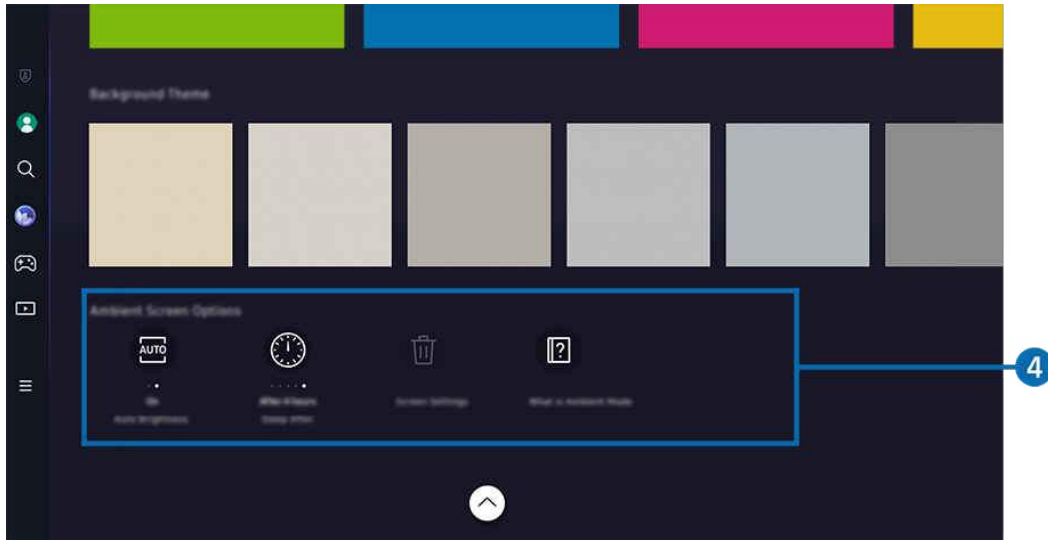 Background Theme
Ambient Screen Options
AUTO
?
On
After 4 hours
Auto Brightness
Sleep After
Screen Settings
What is Ambient Mode
4